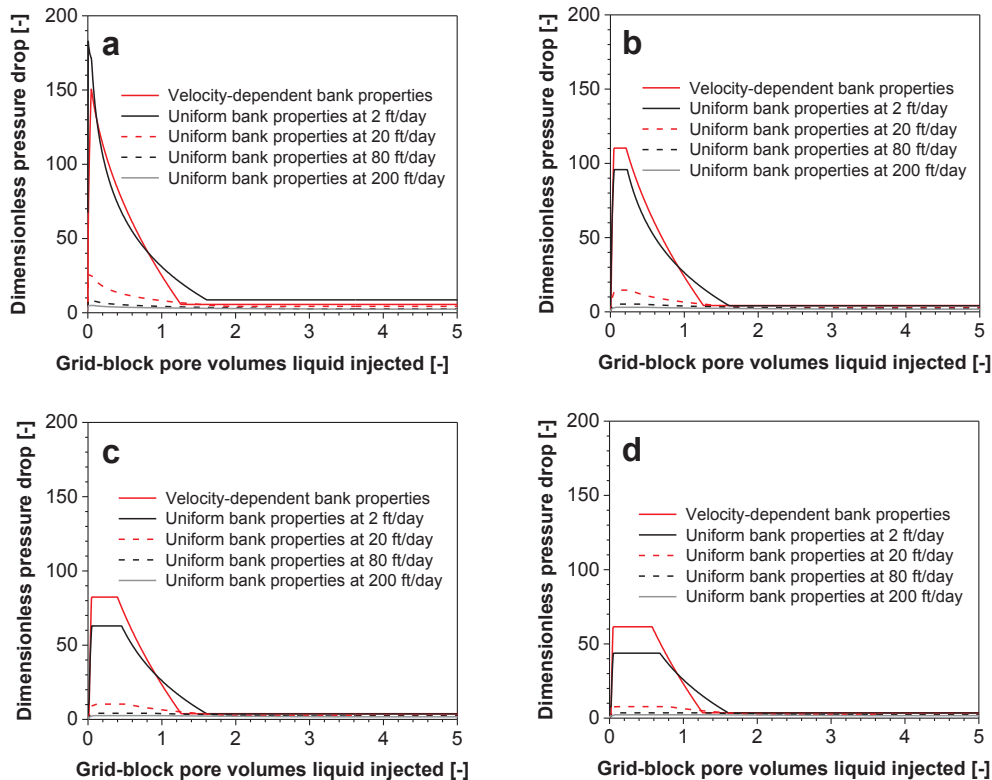 a
Dimensionless pressure drop [-]
200
150
100
50
0
Velocity-dependent bank properties
Uniform bank properties at 2 ft/day
Uniform bank properties at 20 ft/day
Uniform bank properties at 80 ft/day
Uniform bank properties at 200 ft/day
0 1 2 3 4 5
Grid-block pore volumes liquid injected [-]
b
Dimensionless pressure drop [-]
200
150
100
50
0
Velocity-dependent bank properties
Uniform bank properties at 2 ft/day
Uniform bank properties at 20 ft/day
Uniform bank properties at 80 ft/day
Uniform bank properties at 200 ft/day
0 1 2 3 4 5
Grid-block pore volumes liquid injected [-]
c
Dimensionless pressure drop [-]
200
150
100
50
0
Velocity-dependent bank properties
Uniform bank properties at 2 ft/day
Uniform bank properties at 20 ft/day
Uniform bank properties at 80 ft/day
Uniform bank properties at 200 ft/day
0 1 2 3 4 5
Grid-block pore volumes liquid injected [-]
d
Dimensionless pressure drop [-]
200
150
100
50
0
Velocity-dependent bank properties
Uniform bank properties at 2 ft/day
Uniform bank properties at 20 ft/day
Uniform bank properties at 80 ft/day
Uniform bank properties at 200 ft/day
0 1 2 3 4 5
Grid-block pore volumes liquid injected [-]